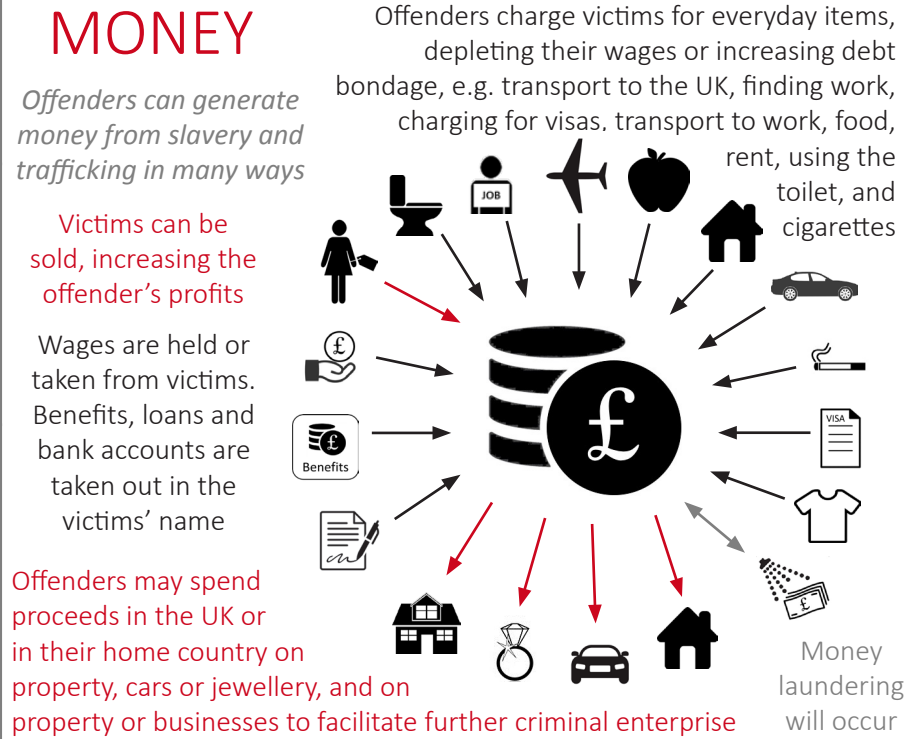 MONEY
Offenders can generate
money from slavery and
trafficking in many ways
Offenders charge victims for everyday items,
depleting their wages or increasing debt
bondage, e.g. transport to the UK, finding work,
charging for visas, transport to work, food,
rent, using the
toilet, and
cigarettes
JOB
Victims can be
sold, increasing the
offender's profits
£
Wages are held or
taken from victims.
Benefits, loans and
bank accounts are
taken out in the
victims' name
£
Benefits
£
VISA
£
Offenders may spend
proceeds in the UK or
in their home country on
property, cars or jewellery, and on
property or businesses to facilitate further criminal enterprise
Money
laundering
will occur